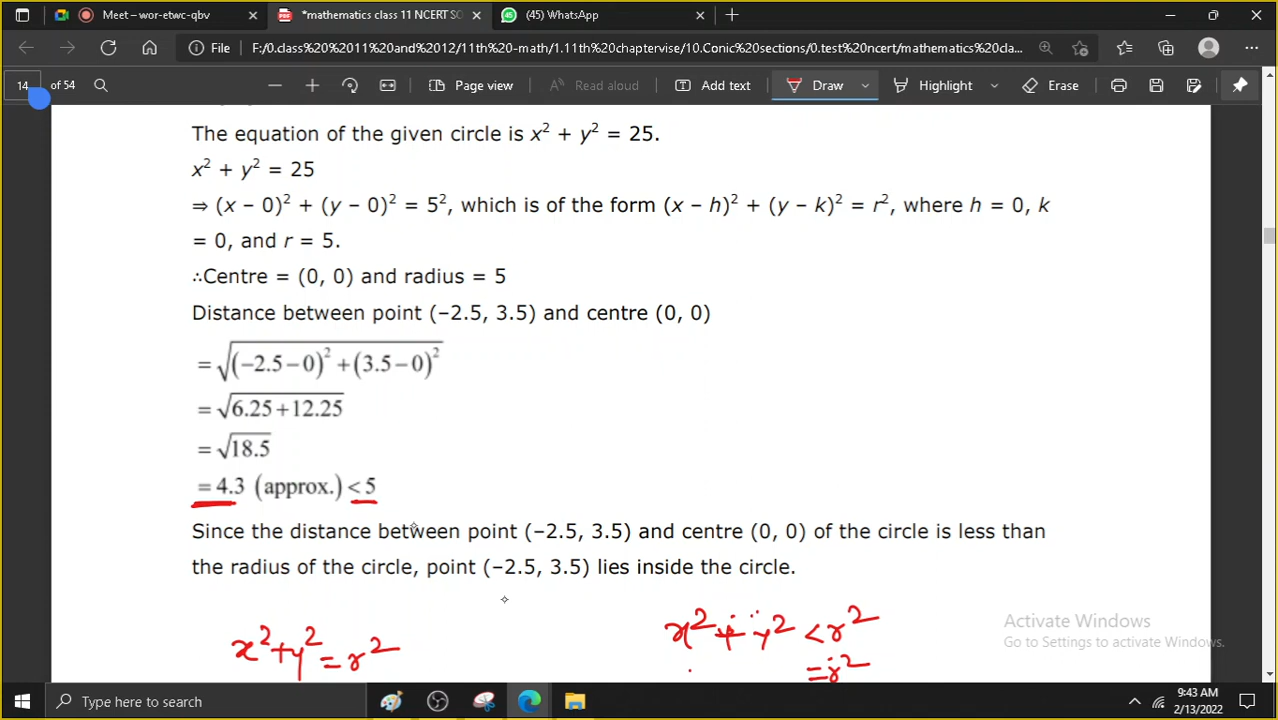 Meet – wor-etwc-qbv
*mathematics class 11 NCERT SO
(45) WhatsApp
File
F:/0.class%20%2011%20and%2012/11th%20-math/1.11th%20chaptervise/10.Conic%20sections/0.test%20ncert/mathematics%20cla...
14
of 54
Page view
Read aloud
Add text
Draw
Highlight
Erase
The equation of the given circle is x² + y² = 25.
x² + y² = 25
⇒ (x − 0)² + (y − 0)² = 5², which is of the form (x − h)² + (y − k)² = r², where h = 0, k
= 0, and r = 5.
∴Centre = (0, 0) and radius = 5
Distance between point (−2.5, 3.5) and centre (0, 0)
= √((−2.5−0)² + (3.5−0)²)
= √(6.25+12.25)
= √18.5
= 4.3 (approx.) < 5
Since the distance between point (−2.5, 3.5) and centre (0, 0) of the circle is less than
the radius of the circle, point (−2.5, 3.5) lies inside the circle.
x²+y² = r²
x² + y² < r²
= r²
Activate Windows
Go to Settings to activate Windows.
Type here to search
9:43 AM
2/13/2022